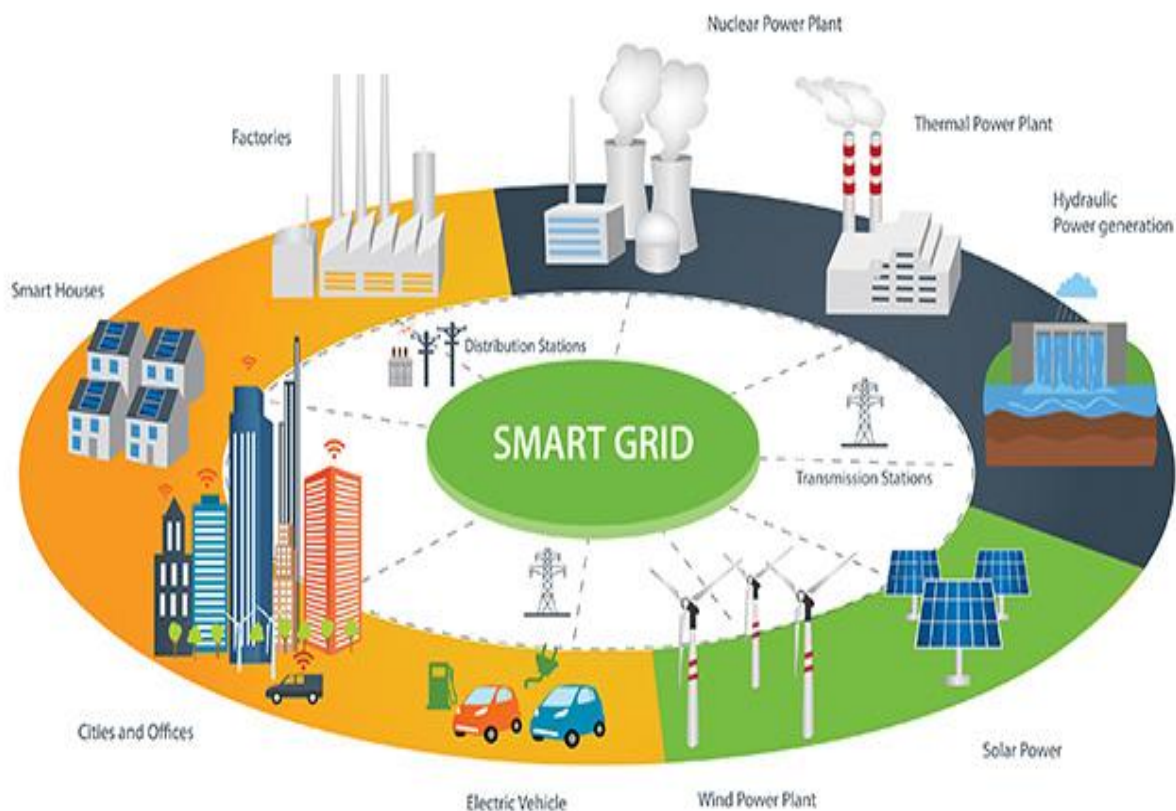 Nuclear Power Plant
Factories
Thermal Power Plant
Hydraulic
Power generation
Smart Houses
Distribution Stations
SMART GRID
Transmission Stations
Cities and Offices
Solar Power
Electric Vehicle
Wind Power Plant